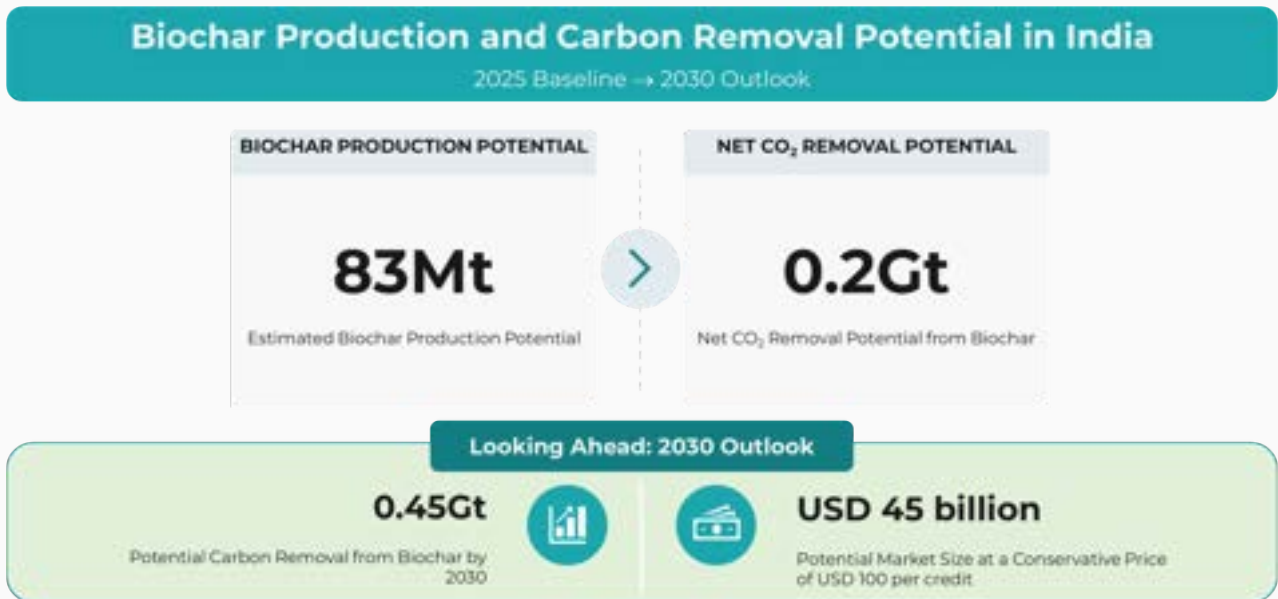 Biochar Production and Carbon Removal Potential in India
2025 Baseline → 2030 Outlook
BIOCHAR PRODUCTION POTENTIAL
83Mt
Estimated Biochar Production Potential
NET CO₂ REMOVAL POTENTIAL
0.2Gt
Net CO₂ Removal Potential from Biochar
Looking Ahead: 2030 Outlook
0.45Gt
Potential Carbon Removal from Biochar by
2030
USD 45 billion
Potential Market Size at a Conservative Price
of USD 100 per credit